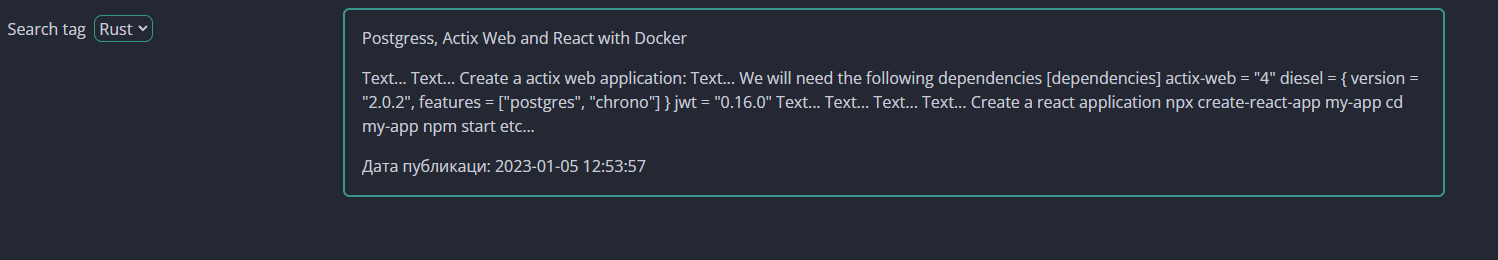 Search tag Rust
Postgress, Actix Web and React with Docker
Text... Text... Create a actix web application: Text... We will need the following dependencies [dependencies] actix-web = "4" diesel = { version =
"2.0.2", features = ["postgres", "chrono"] } jwt = "0.16.0" Text... Text... Text... Text... Create a react application npx create-react-app my-app cd
my-app npm start etc...
Дата публикаци: 2023-01-05 12:53:57